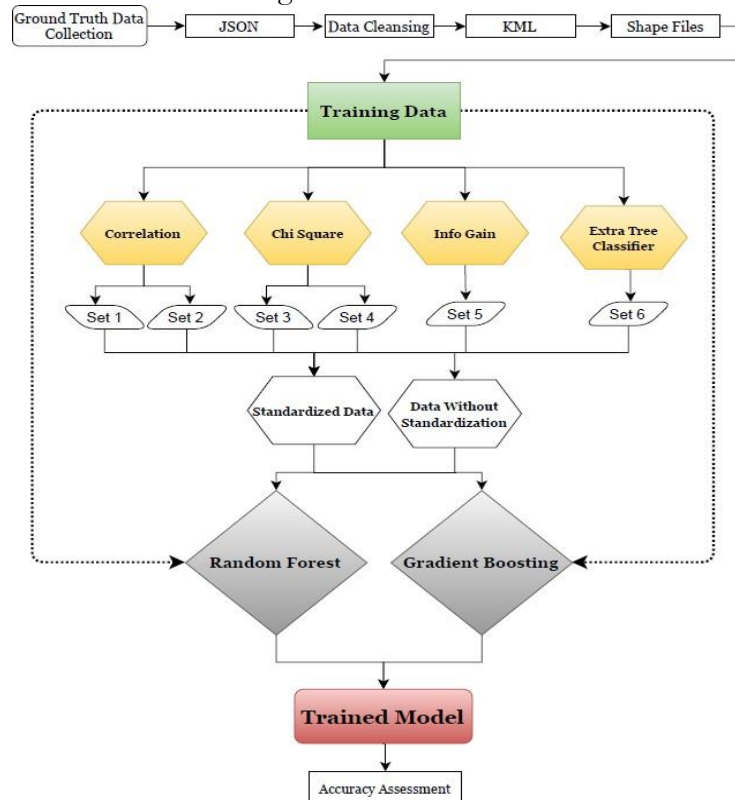 Ground Truth Data
Collection
JSON
Data Cleansing
KML
Shape Files
Training Data
Correlation
Chi Square
Info Gain
Extra Tree
Classifier
Set 1
Set 2
Set 3
Set 4
Set 5
Set 6
Standardized Data
Data Without
Standardization
Random Forest
Gradient Boosting
Trained Model
Accuracy Assessment